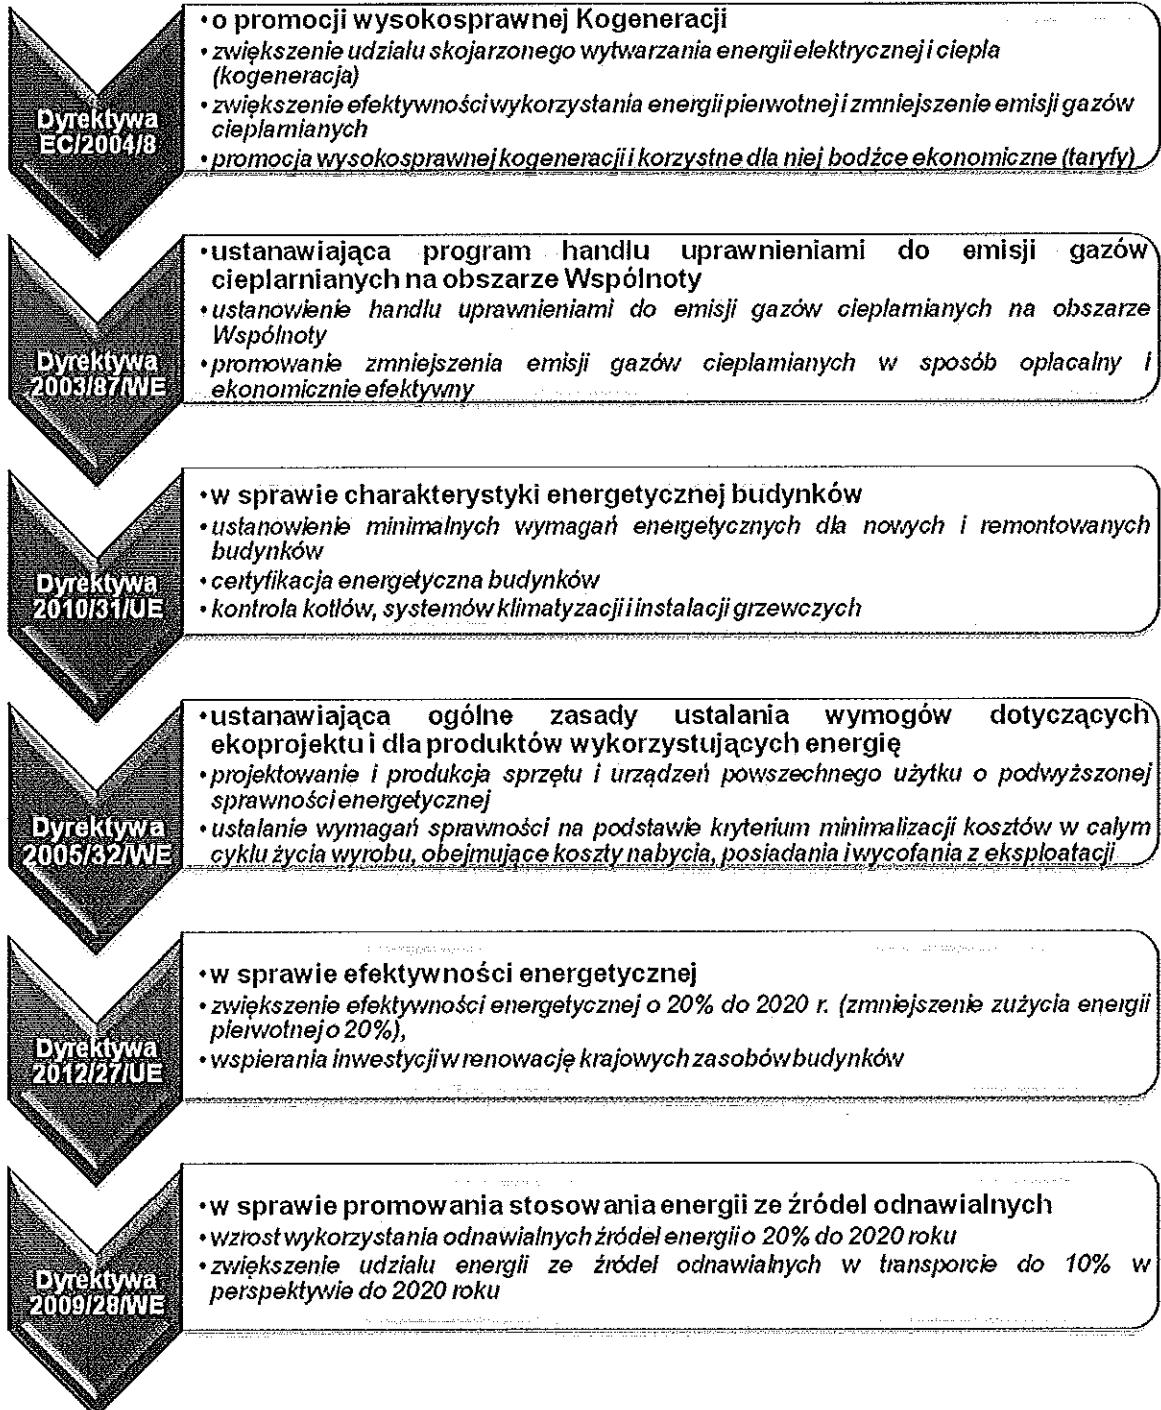 Dyrektywa
EC/2004/8
•o promocji wysokosprawnej Kogeneracji
•zwiększenie udziału skojarzonego wytwarzania energii elektrycznej i ciepła
(kogeneracja)
•zwiększenie efektywności wykorzystania energii pierwotnej i zmniejszenie emisji gazów
cieplarnianych
•promocja wysokosprawnej kogeneracji i korzystne dla niej bodźce ekonomiczne (taryfy)
Dyrektywa
2003/87/WE
•ustanawiająca program handlu uprawnieniami do emisji gazów
cieplarnianych na obszarze Wspólnoty
•ustanowienie handlu uprawnieniami do emisji gazów cieplarnianych na obszarze
Wspólnoty
•promowanie zmniejszenia emisji gazów cieplarnianych w sposób opłacalny i
ekonomicznie efektywny
Dyrektywa
2010/31/UE
•w sprawie charakterystyki energetycznej budynków
•ustanowienie minimalnych wymagań energetycznych dla nowych i remontowanych
budynków
•certyfikacja energetyczna budynków
•kontrola kotłów, systemów klimatyzacji i instalacji grzewczych
Dyrektywa
2005/32/WE
•ustanawiająca ogólne zasady ustalania wymogów dotyczących
ekoprojektu i dla produktów wykorzystujących energię
•projektowanie i produkcja sprzętu i urządzeń powszechnego użytku o podwyższonej
sprawności energetycznej
•ustalanie wymagań sprawności na podstawie kryterium minimalizacji kosztów w całym
cyklu życia wyrobu, obejmujące koszty nabycia, posiadania i wycofania z eksploatacji
Dyrektywa
2012/27/UE
•w sprawie efektywności energetycznej
•zwiększenie efektywności energetycznej o 20% do 2020 r. (zmniejszenie zużycia energii
pierwotnej o 20%),
•wspierania inwestycji w renowację krajowych zasobów budynków
Dyrektywa
2009/28/WE
•w sprawie promowania stosowania energii ze źródeł odnawialnych
•wzrost wykorzystania odnawialnych źródeł energii o 20% do 2020 roku
•zwiększenie udziału energii ze źródeł odnawialnych w transporcie do 10% w
perspektywie do 2020 roku